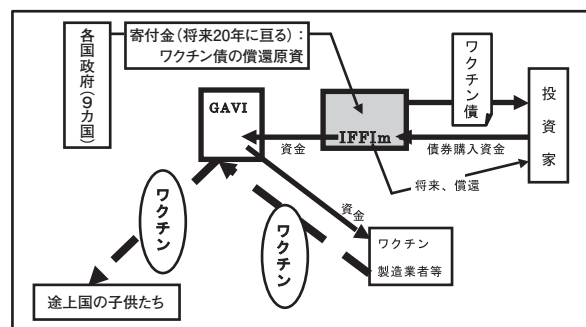 各国政府(9カ国)
寄付金(将来20年に亘る):
ワクチン債の償還原資
ワクチン債
投資家
GAVI
IFFIm
資金
債券購入資金
将来、償還
資金
ワクチン
ワクチン
ワクチン
製造業者等
途上国の子供たち